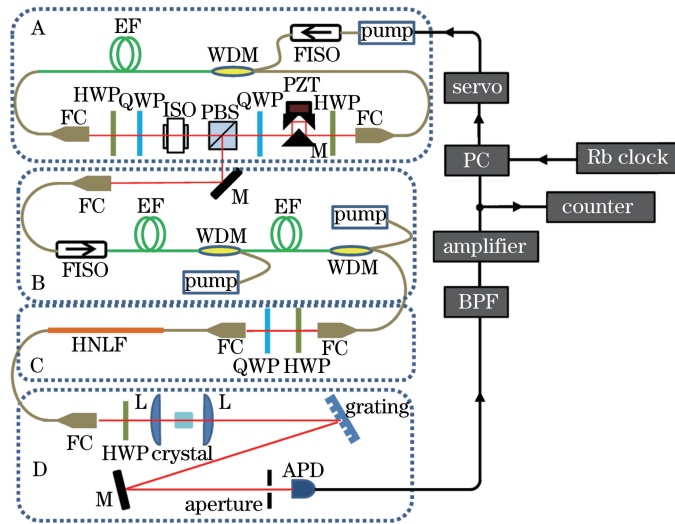 A
EF
WDM
FISO
pump
HWP
QWP
ISO
PBS
QWP
PZT
HWP
FC
FC
M
servo
PC
Rb clock
counter
amplifier
BPF
FC
M
EF
EF
pump
WDM
WDM
FISO
pump
B
HNLF
FC
FC
QWP
HWP
C
L
L
grating
FC
HWP
crystal
D
M
aperture
APD